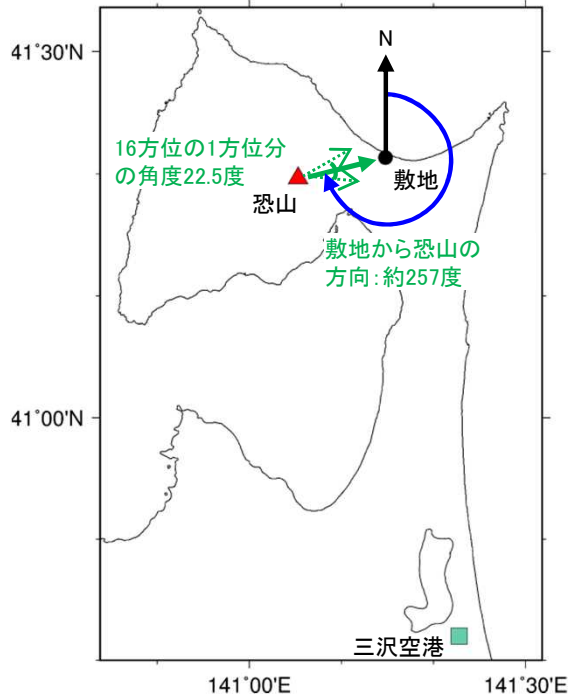 41°30'N
N
16方位の1方位分
の角度22.5度
敷地
恐山
敷地から恐山の
方向:約257度
41°00'N
三沢空港
141°00'E
141°30'E